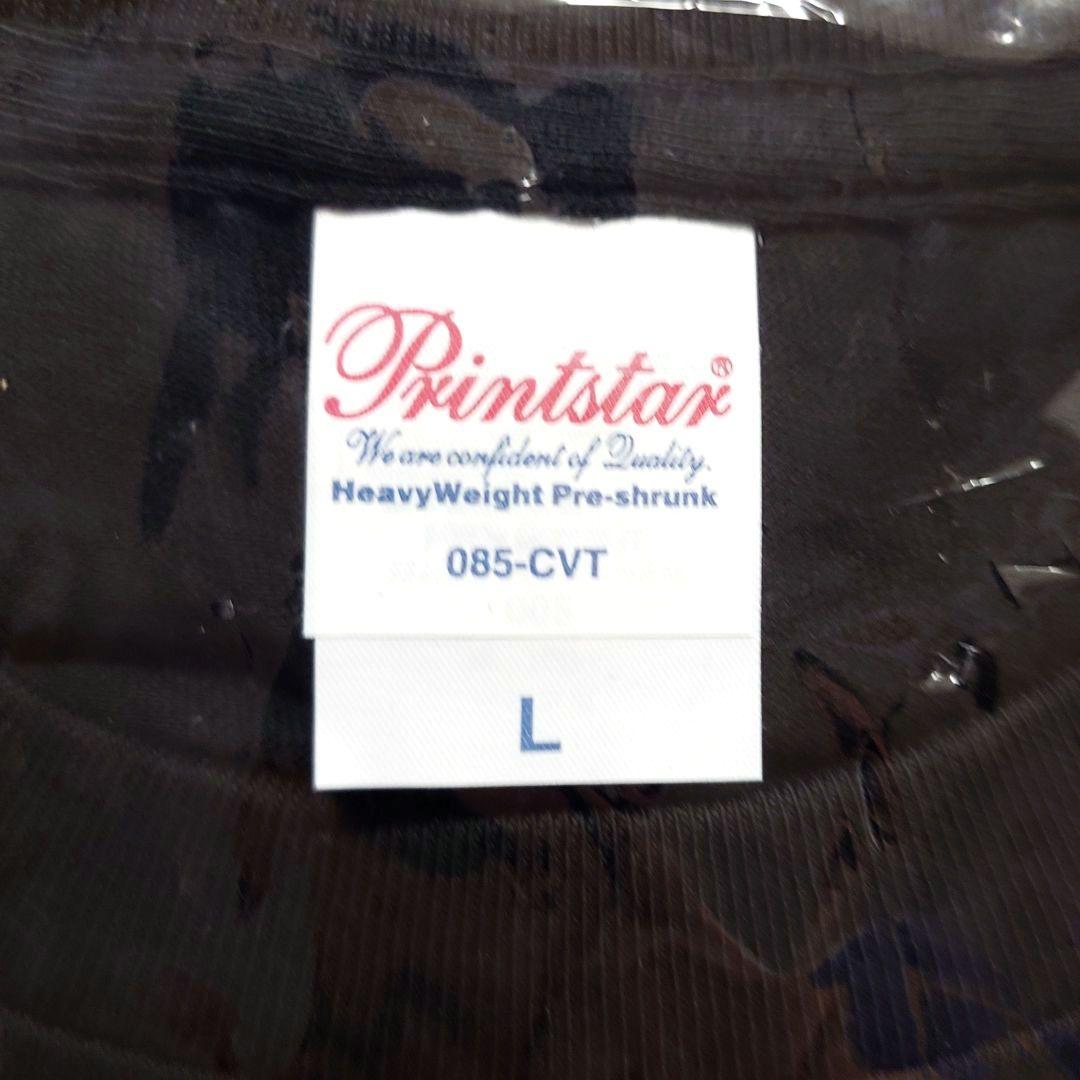 Printstar®
We are confident of Quality.
HeavyWeight Pre-shrunk
085-CVT
L